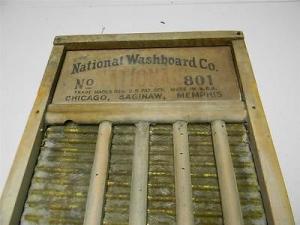 National Washboard Co.
No 801
TRADE MARK REG. U.S. PAT. OFF. MADE IN U.S.A.
CHICAGO, SAGINAW, MEMPHIS